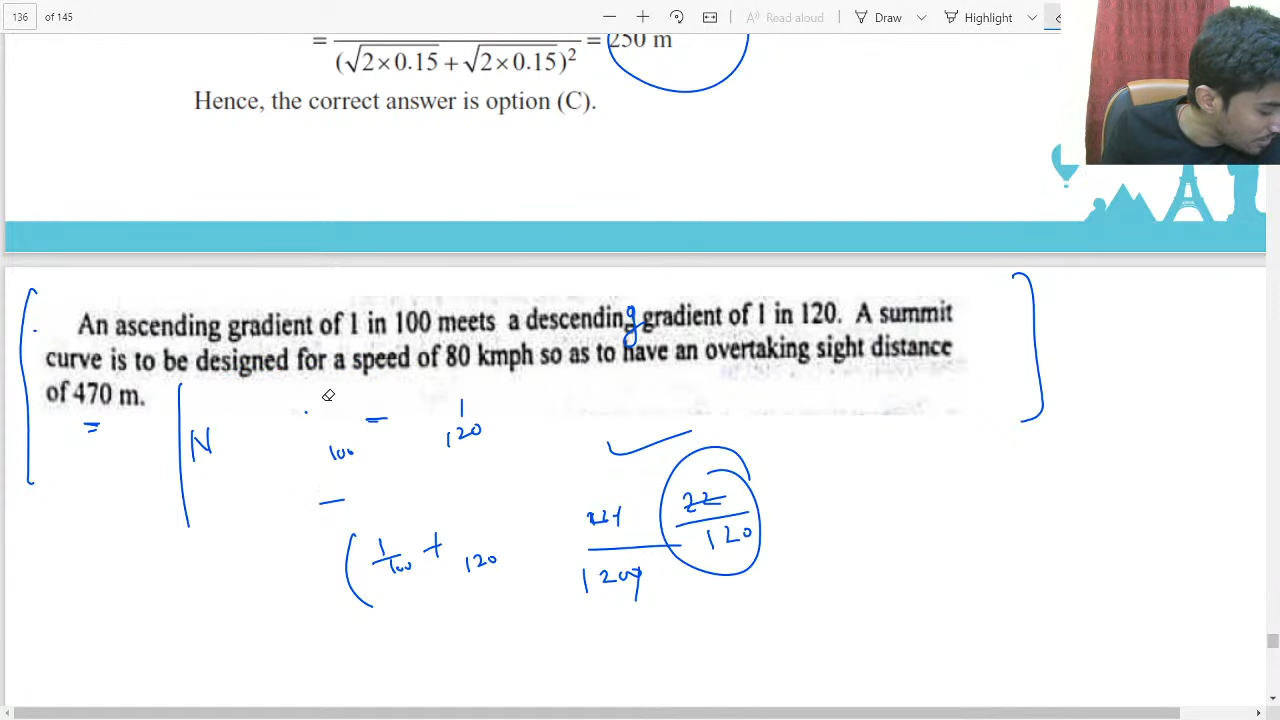 136 of 145
Read aloud
Draw
Highlight
= (√2×0.15 + √2×0.15)² = 250 m
Hence, the correct answer is option (C).
An ascending gradient of 1 in 100 meets a descending gradient of 1 in 120. A summit
curve is to be designed for a speed of 80 kmph so as to have an overtaking sight distance
of 470 m.
=
N 100 = 1/120
(1/100 + 120
22/120